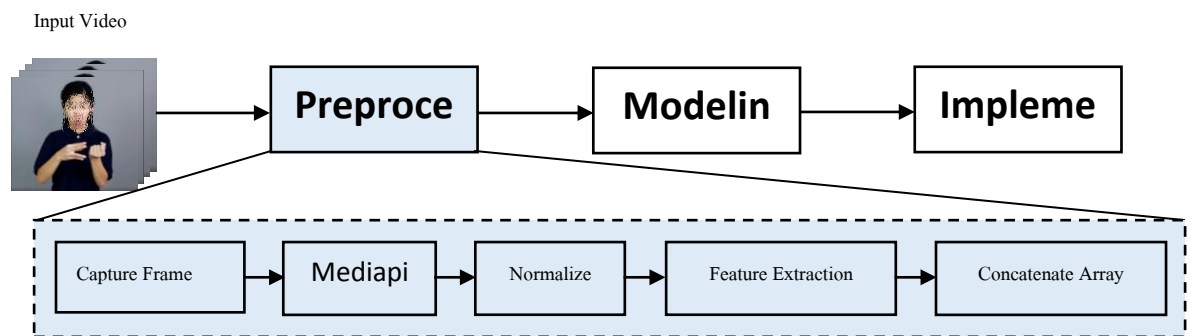 Input Video
Preproce
Modelin
Impleme
Capture Frame
Mediapi
Normalize
Feature Extraction
Concatenate Array